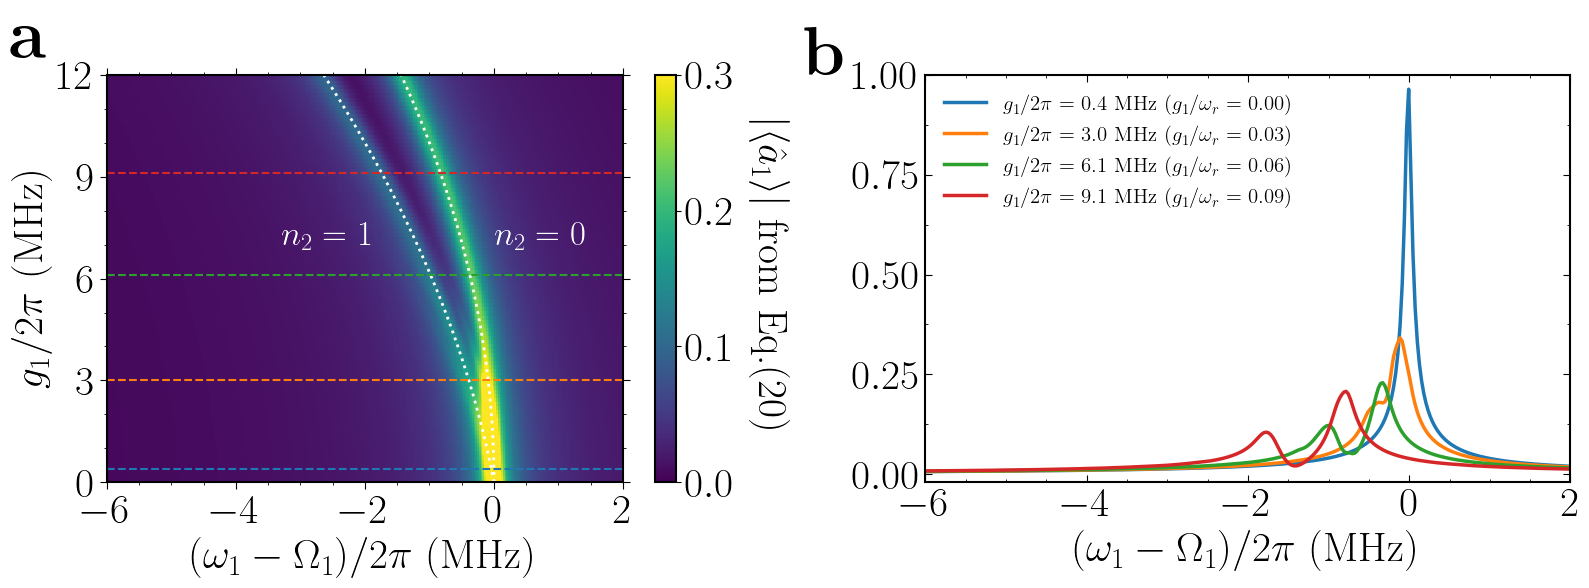 a
12
9
6
3
0
g₁/2π (MHz)
n₂ = 1
n₂ = 0
−6
−4
−2
0
2
(ω₁ − Ω₁)/2π (MHz)
0.3
0.2
0.1
0.0
|⟨â₁⟩| from Eq.(20)
b
1.00
0.75
0.50
0.25
0.00
g₁/2π = 0.4 MHz (g₁/ωᵣ = 0.00)
g₁/2π = 3.0 MHz (g₁/ωᵣ = 0.03)
g₁/2π = 6.1 MHz (g₁/ωᵣ = 0.06)
g₁/2π = 9.1 MHz (g₁/ωᵣ = 0.09)
−6
−4
−2
0
2
(ω₁ − Ω₁)/2π (MHz)